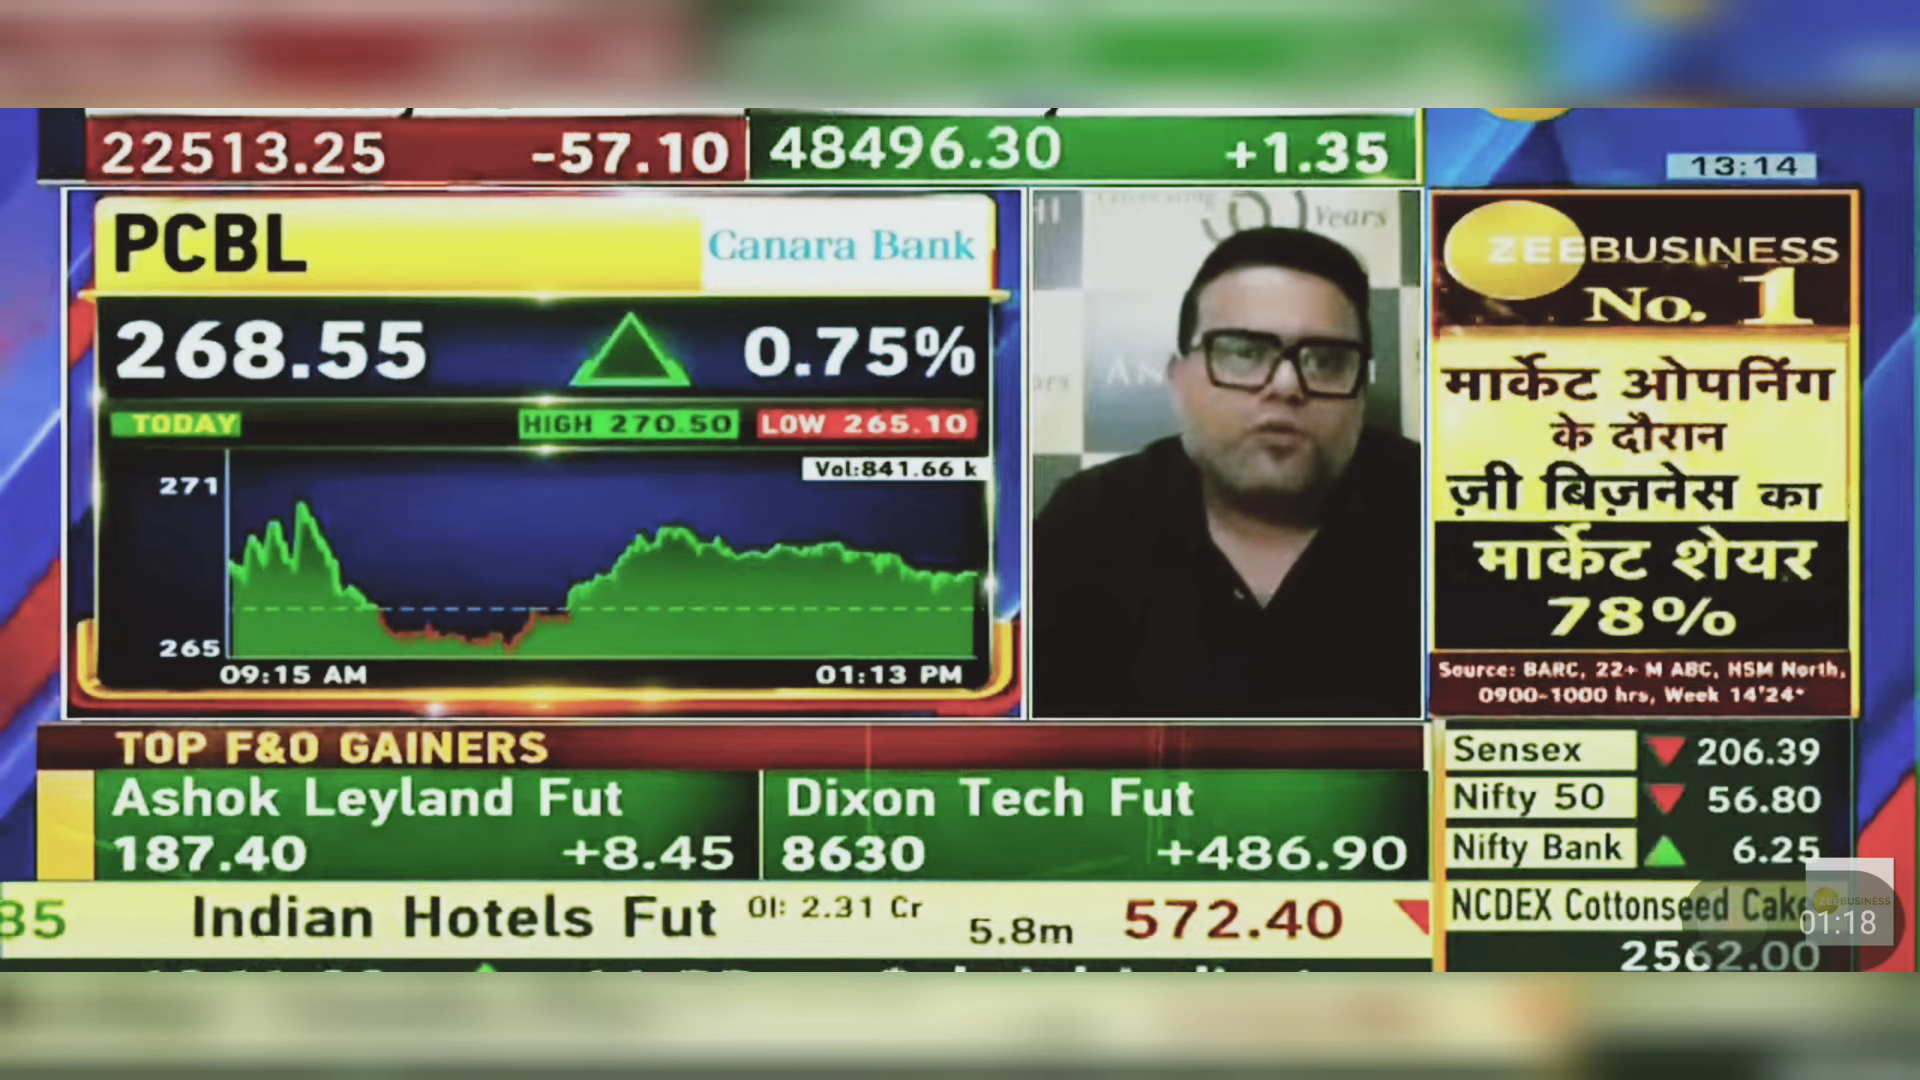 22513.25 -57.10
48496.30 +1.35
13:14
PCBL
Canara Bank
268.55 0.75%
TODAY HIGH 270.50 LOW 265.10
Vol:841.66 k
271
265
09:15 AM 01:13 PM
Years
ZEEBUSINESS
No. 1
मार्केट ओपनिंग
के दौरान
ज़ी बिज़नेस का
मार्केट शेयर
78%
Source: BARC, 22+ M ABC, HSM North,
0900-1000 hrs, Week 14'24*
TOP F&O GAINERS
Ashok Leyland Fut
187.40 +8.45
Dixon Tech Fut
8630 +486.90
85 Indian Hotels Fut OI: 2.31 Cr 5.8m 572.40
Sensex 206.39
Nifty 50 56.80
Nifty Bank 6.25
NCDEX Cottonseed Cake
2562.00
ZEEBUSINESS
01:18